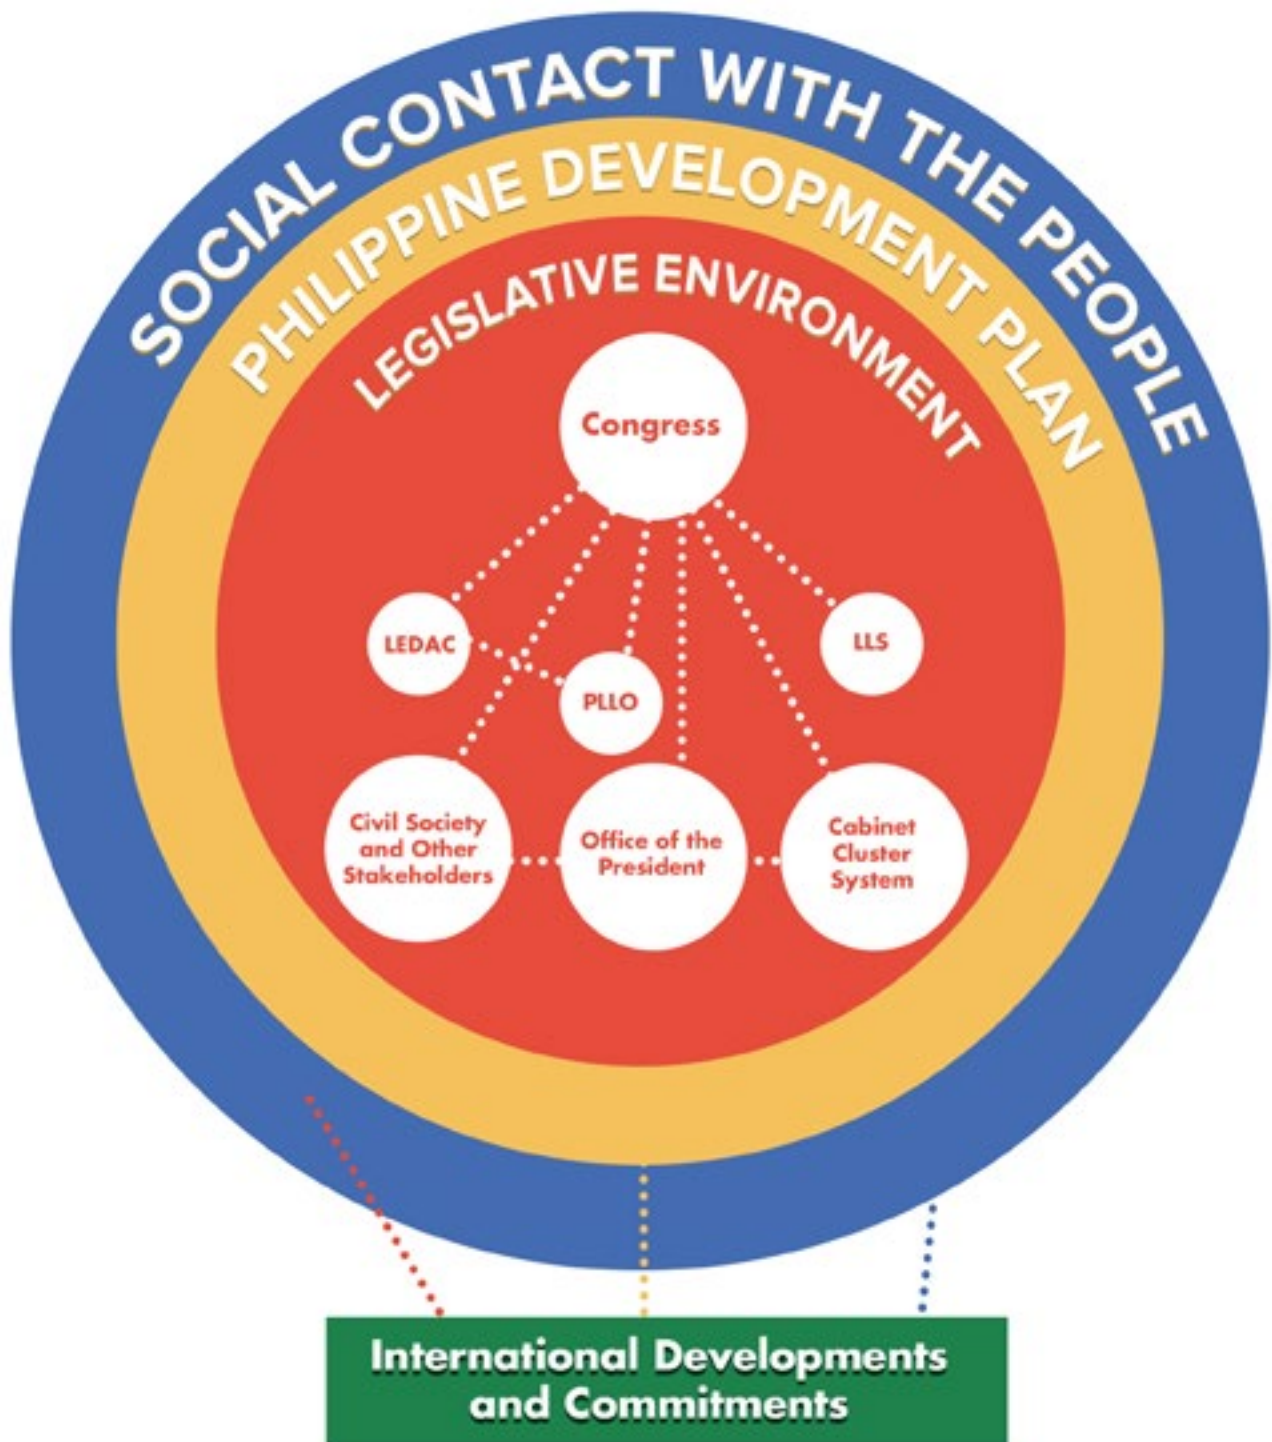 SOCIAL CONTACT WITH THE PEOPLE
PHILIPPINE DEVELOPMENT PLAN
LEGISLATIVE ENVIRONMENT
Congress
LEDAC
LLS
PLLO
Civil Society
and Other
Stakeholders
Office of the
President
Cabinet
Cluster
System
International Developments
and Commitments